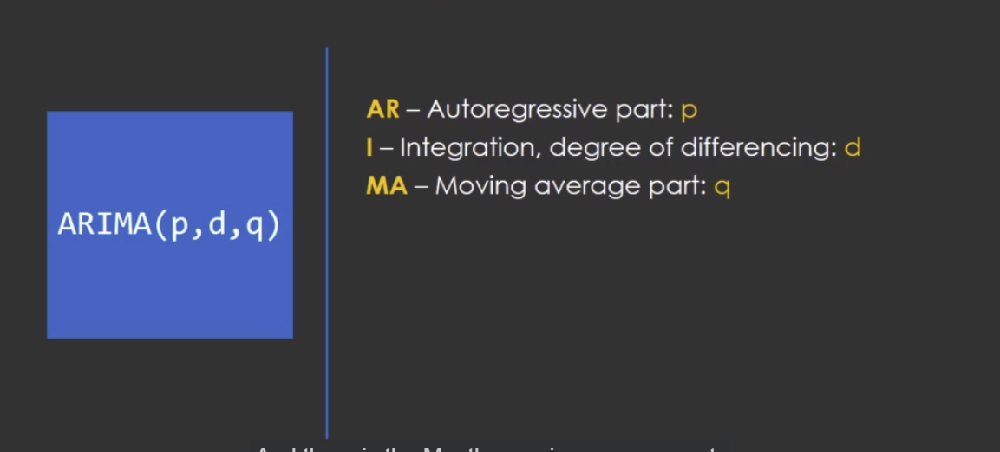 ARIMA(p,d,q)
AR – Autoregressive part: p
I – Integration, degree of differencing: d
MA – Moving average part: q